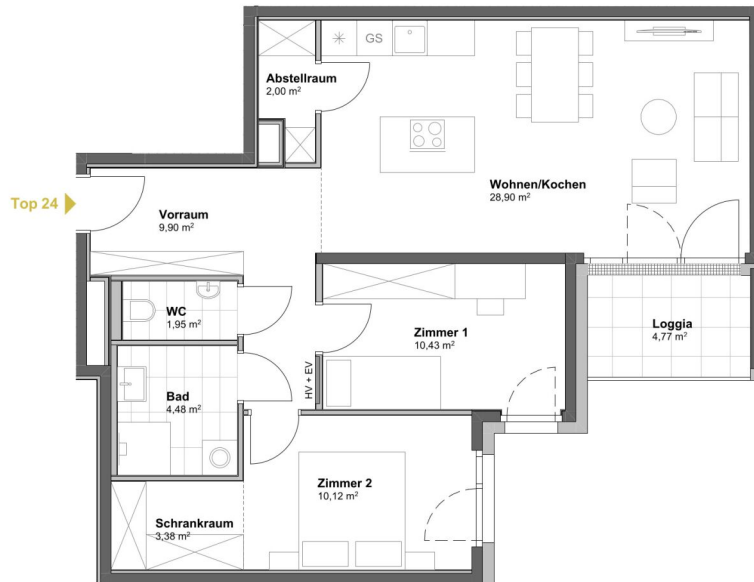 GS
Abstellraum
2,00 m²
Wohnen/Kochen
28,90 m²
Top 24
Vorraum
9,90 m²
WC
1,95 m²
Zimmer 1
10,43 m²
Loggia
4,77 m²
HV + EV
Bad
4,48 m²
Zimmer 2
10,12 m²
Schrankraum
3,38 m²